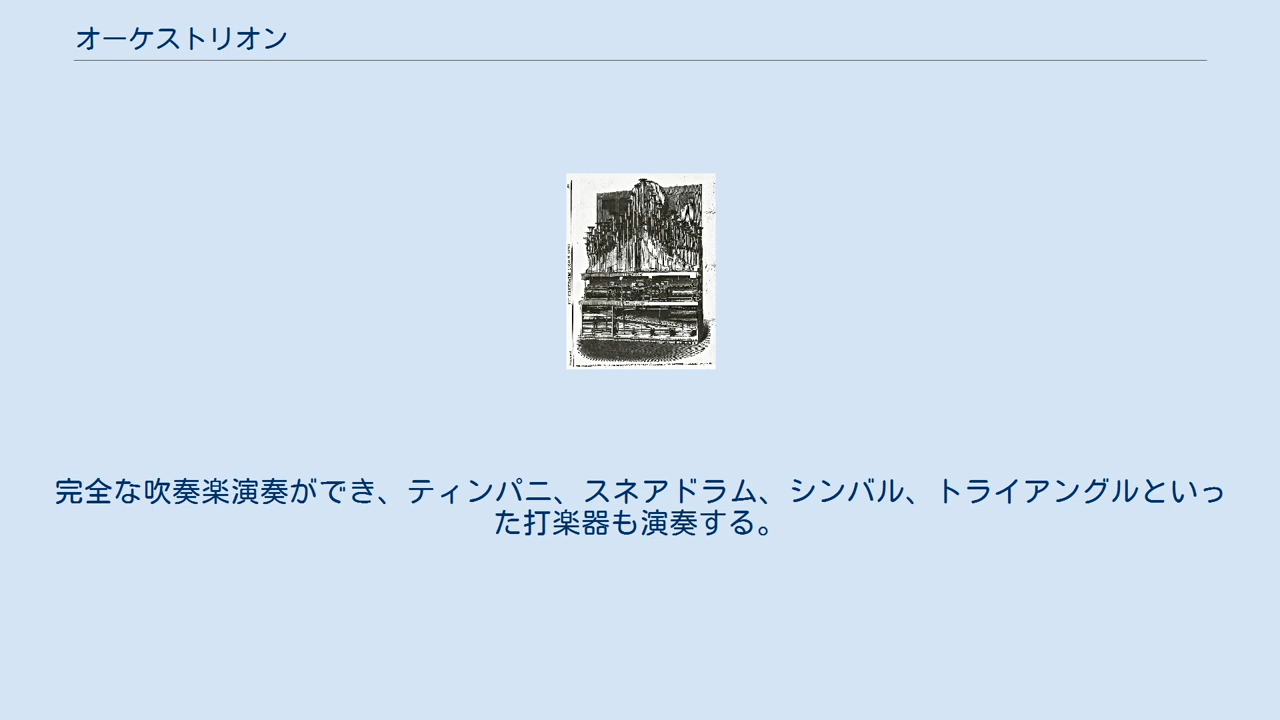 オーケストリオン
完全な吹奏楽演奏ができ、ティンパニ、スネアドラム、シンバル、トライアングルといっ
た打楽器も演奏する。